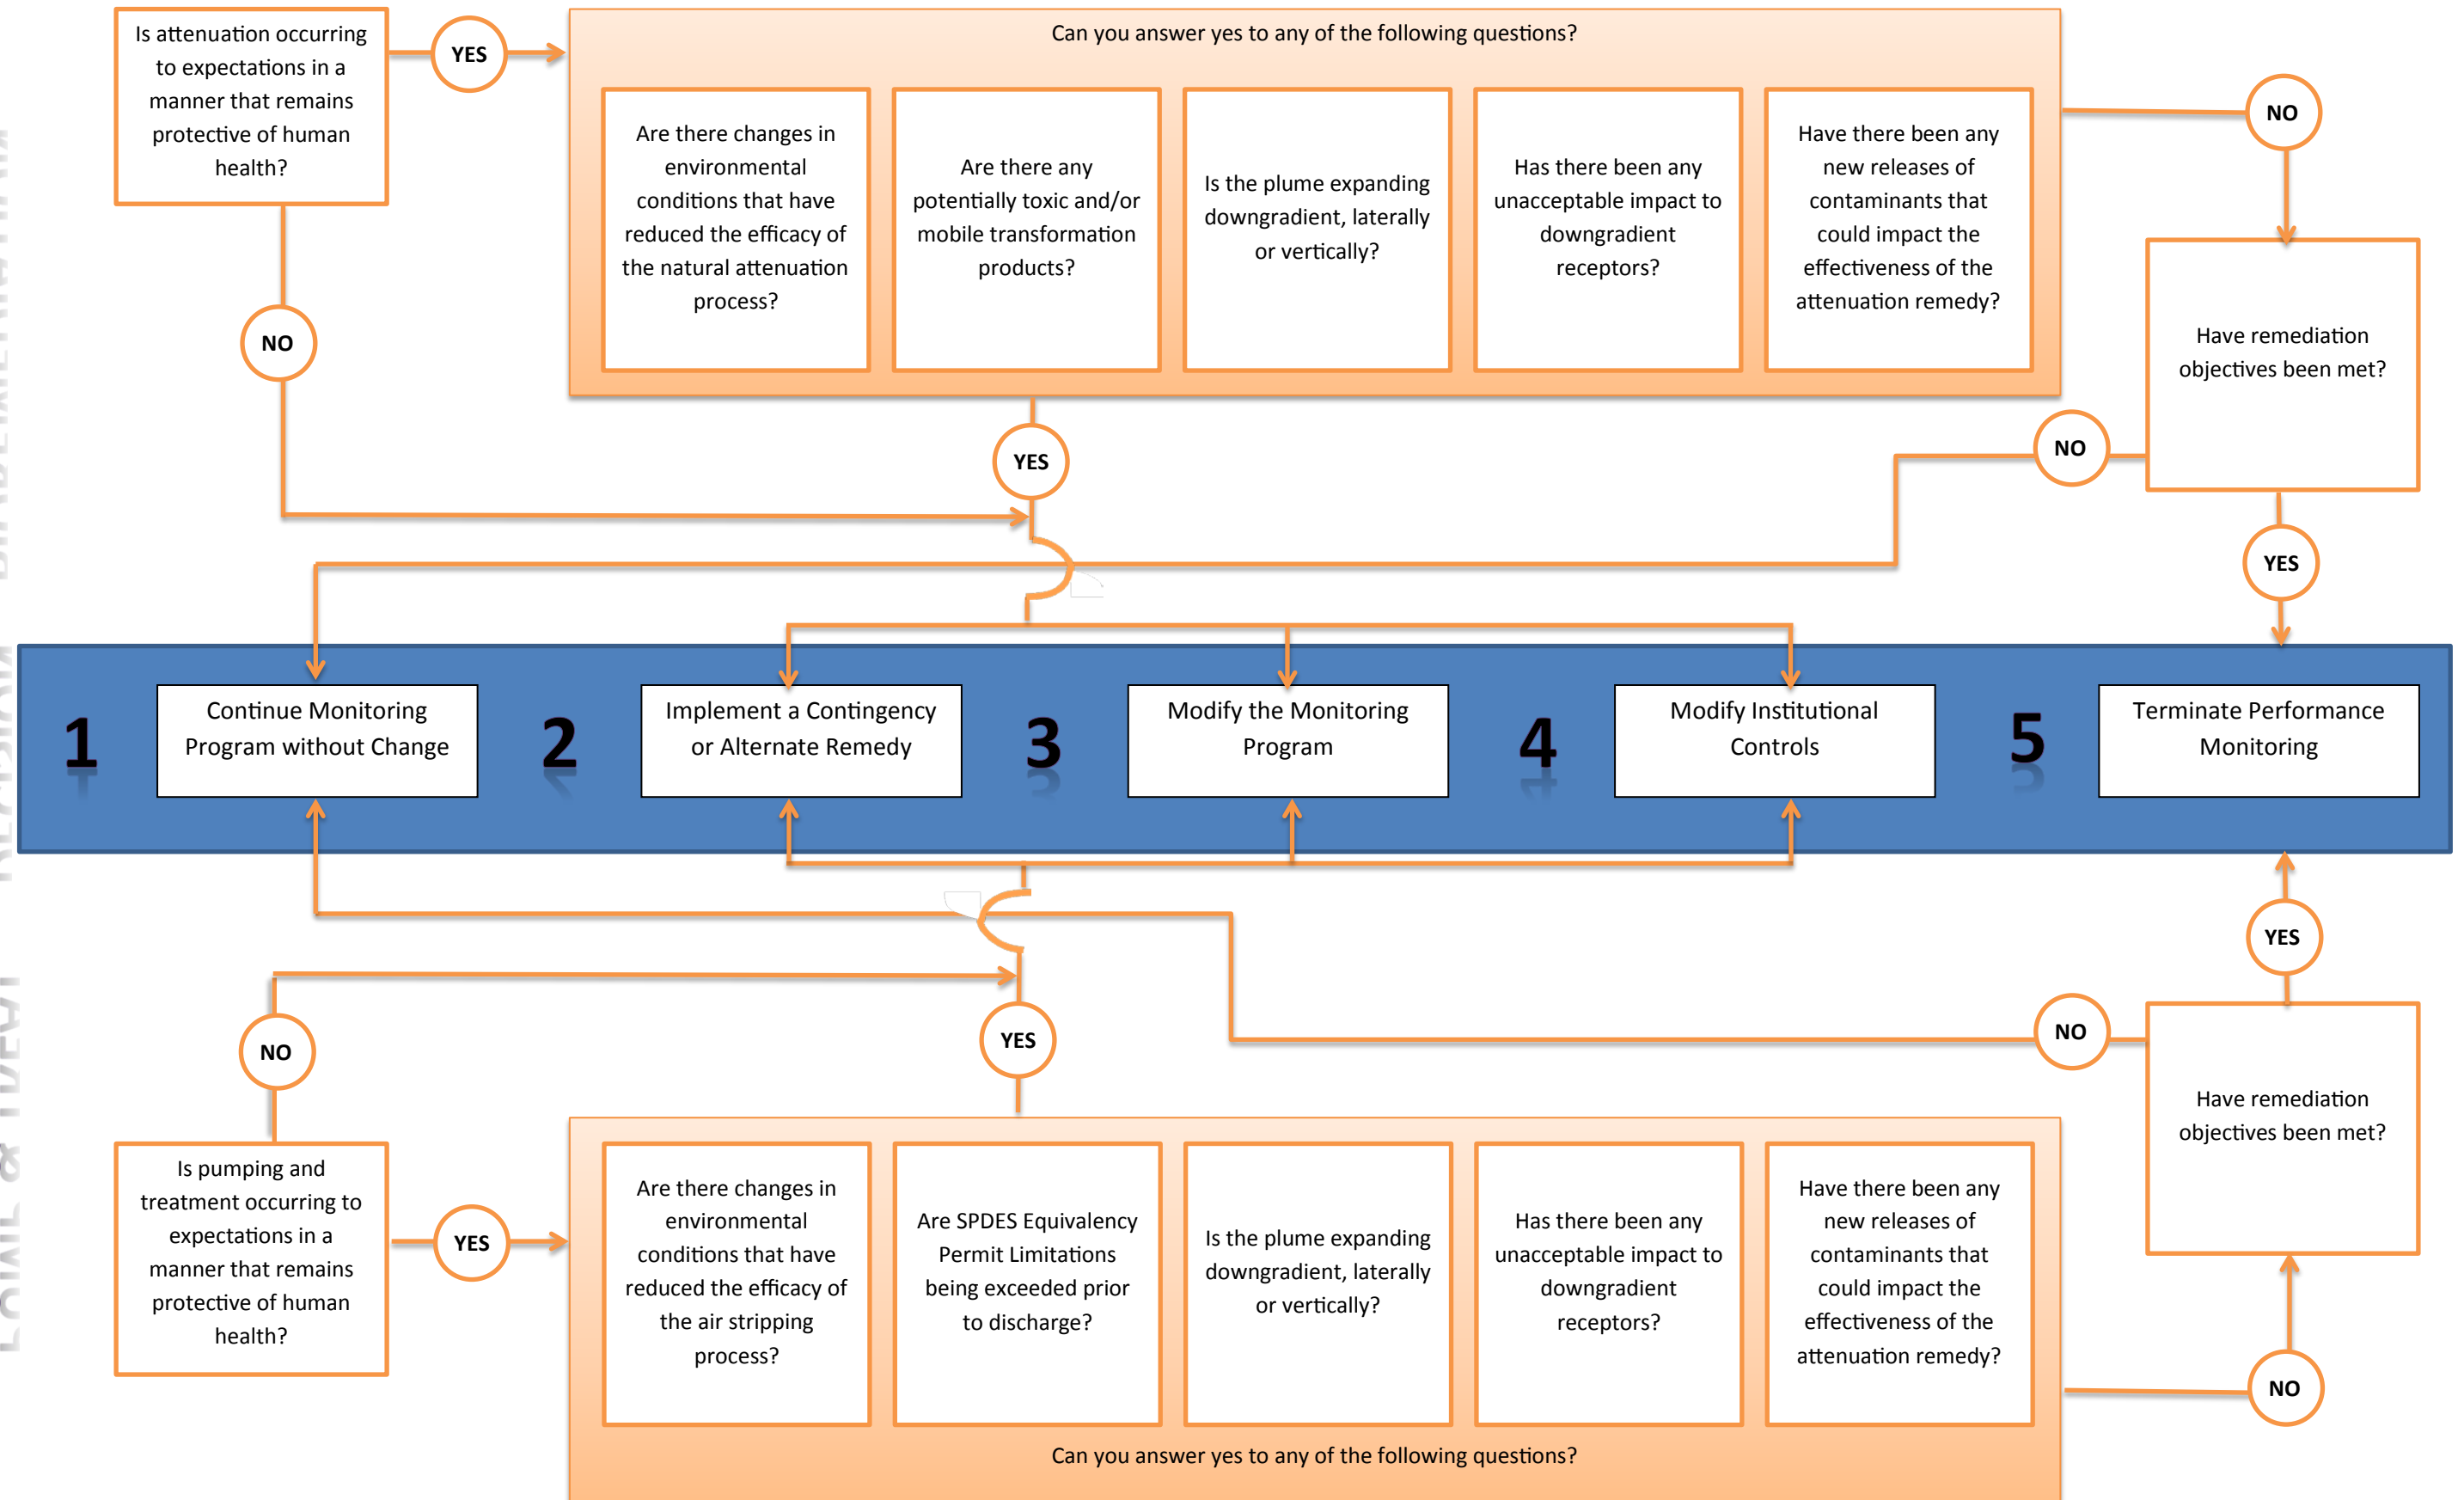 Is attenuation occurring
to expectations in a
manner that remains
protective of human
health?
YES
Can you answer yes to any of the following questions?
Are there changes in
environmental
conditions that have
reduced the efficacy of
the natural attenuation
process?
Are there any
potentially toxic and/or
mobile transformation
products?
Is the plume expanding
downgradient, laterally
or vertically?
Has there been any
unacceptable impact to
downgradient
receptors?
Have there been any
new releases of
contaminants that
could impact the
effectiveness of the
attenuation remedy?
NO
NO
YES
Have remediation
objectives been met?
NO
YES
1
Continue Monitoring
Program without Change
2
Implement a Contingency
or Alternate Remedy
3
Modify the Monitoring
Program
4
Modify Institutional
Controls
5
Terminate Performance
Monitoring
YES
NO
YES
NO
Have remediation
objectives been met?
Is pumping and
treatment occurring to
expectations in a
manner that remains
protective of human
health?
YES
Are there changes in
environmental
conditions that have
reduced the efficacy of
the air stripping
process?
Are SPDES Equivalency
Permit Limitations
being exceeded prior
to discharge?
Is the plume expanding
downgradient, laterally
or vertically?
Has there been any
unacceptable impact to
downgradient
receptors?
Have there been any
new releases of
contaminants that
could impact the
effectiveness of the
attenuation remedy?
NO
Can you answer yes to any of the following questions?